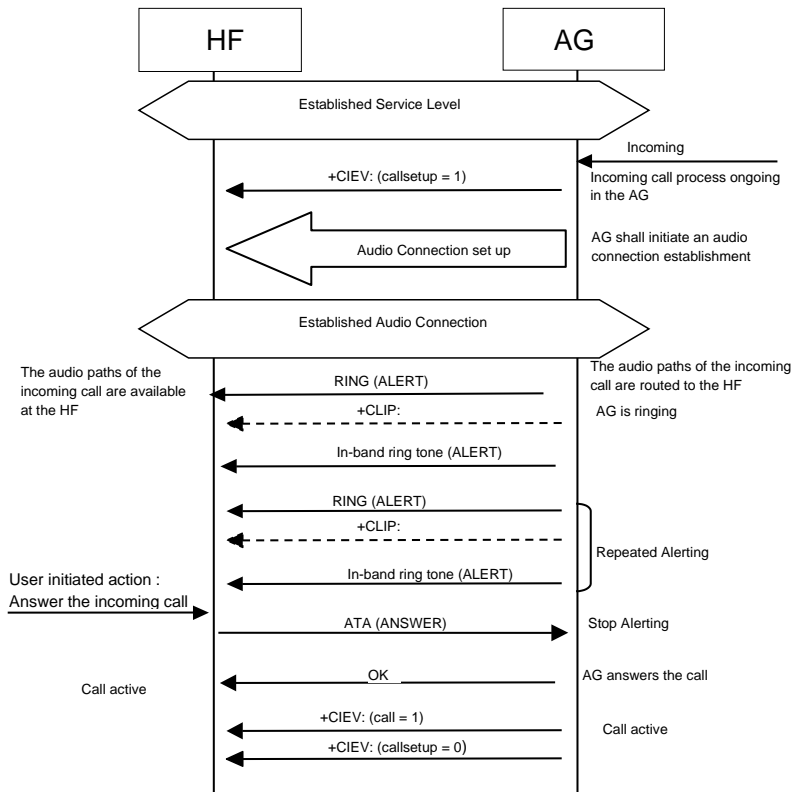 HF
AG
Established Service Level
Incoming
+CIEV: (callsetup = 1)
Incoming call process ongoing
in the AG
Audio Connection set up
AG shall initiate an audio
connection establishment
Established Audio Connection
The audio paths of the
incoming call are available
at the HF
The audio paths of the incoming
call are routed to the HF
RING (ALERT)
+CLIP:
AG is ringing
In-band ring tone (ALERT)
RING (ALERT)
+CLIP:
Repeated Alerting
In-band ring tone (ALERT)
User initiated action :
Answer the incoming call
ATA (ANSWER)
Stop Alerting
OK
AG answers the call
Call active
+CIEV: (call = 1)
Call active
+CIEV: (callsetup = 0)